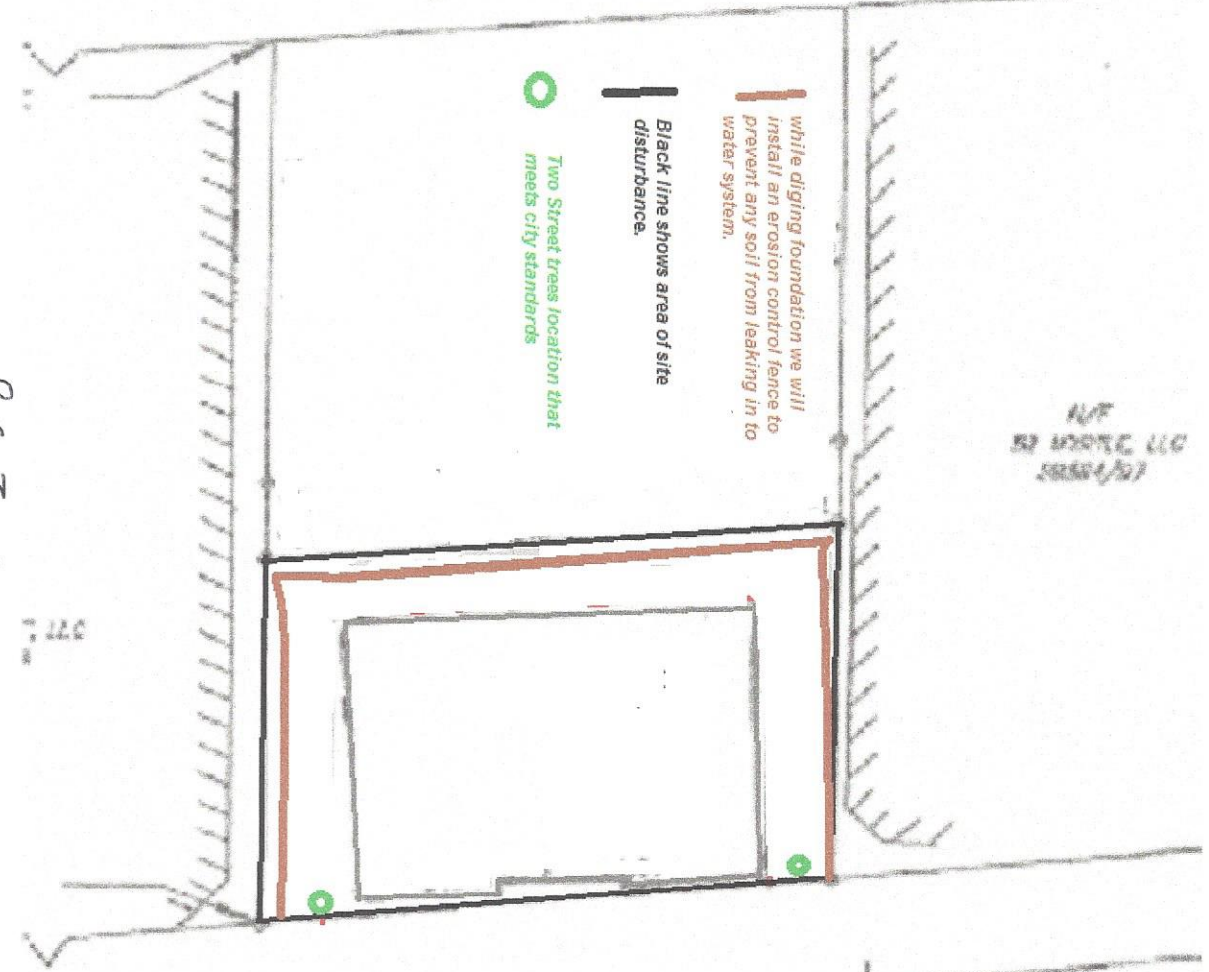 while diging foundation we will
install an erosion control fence to
prevent any soil from leaking in to
water system.
Black line shows area of site
disturbance.
Two Street trees location that
meets city standards
N/F
LLC